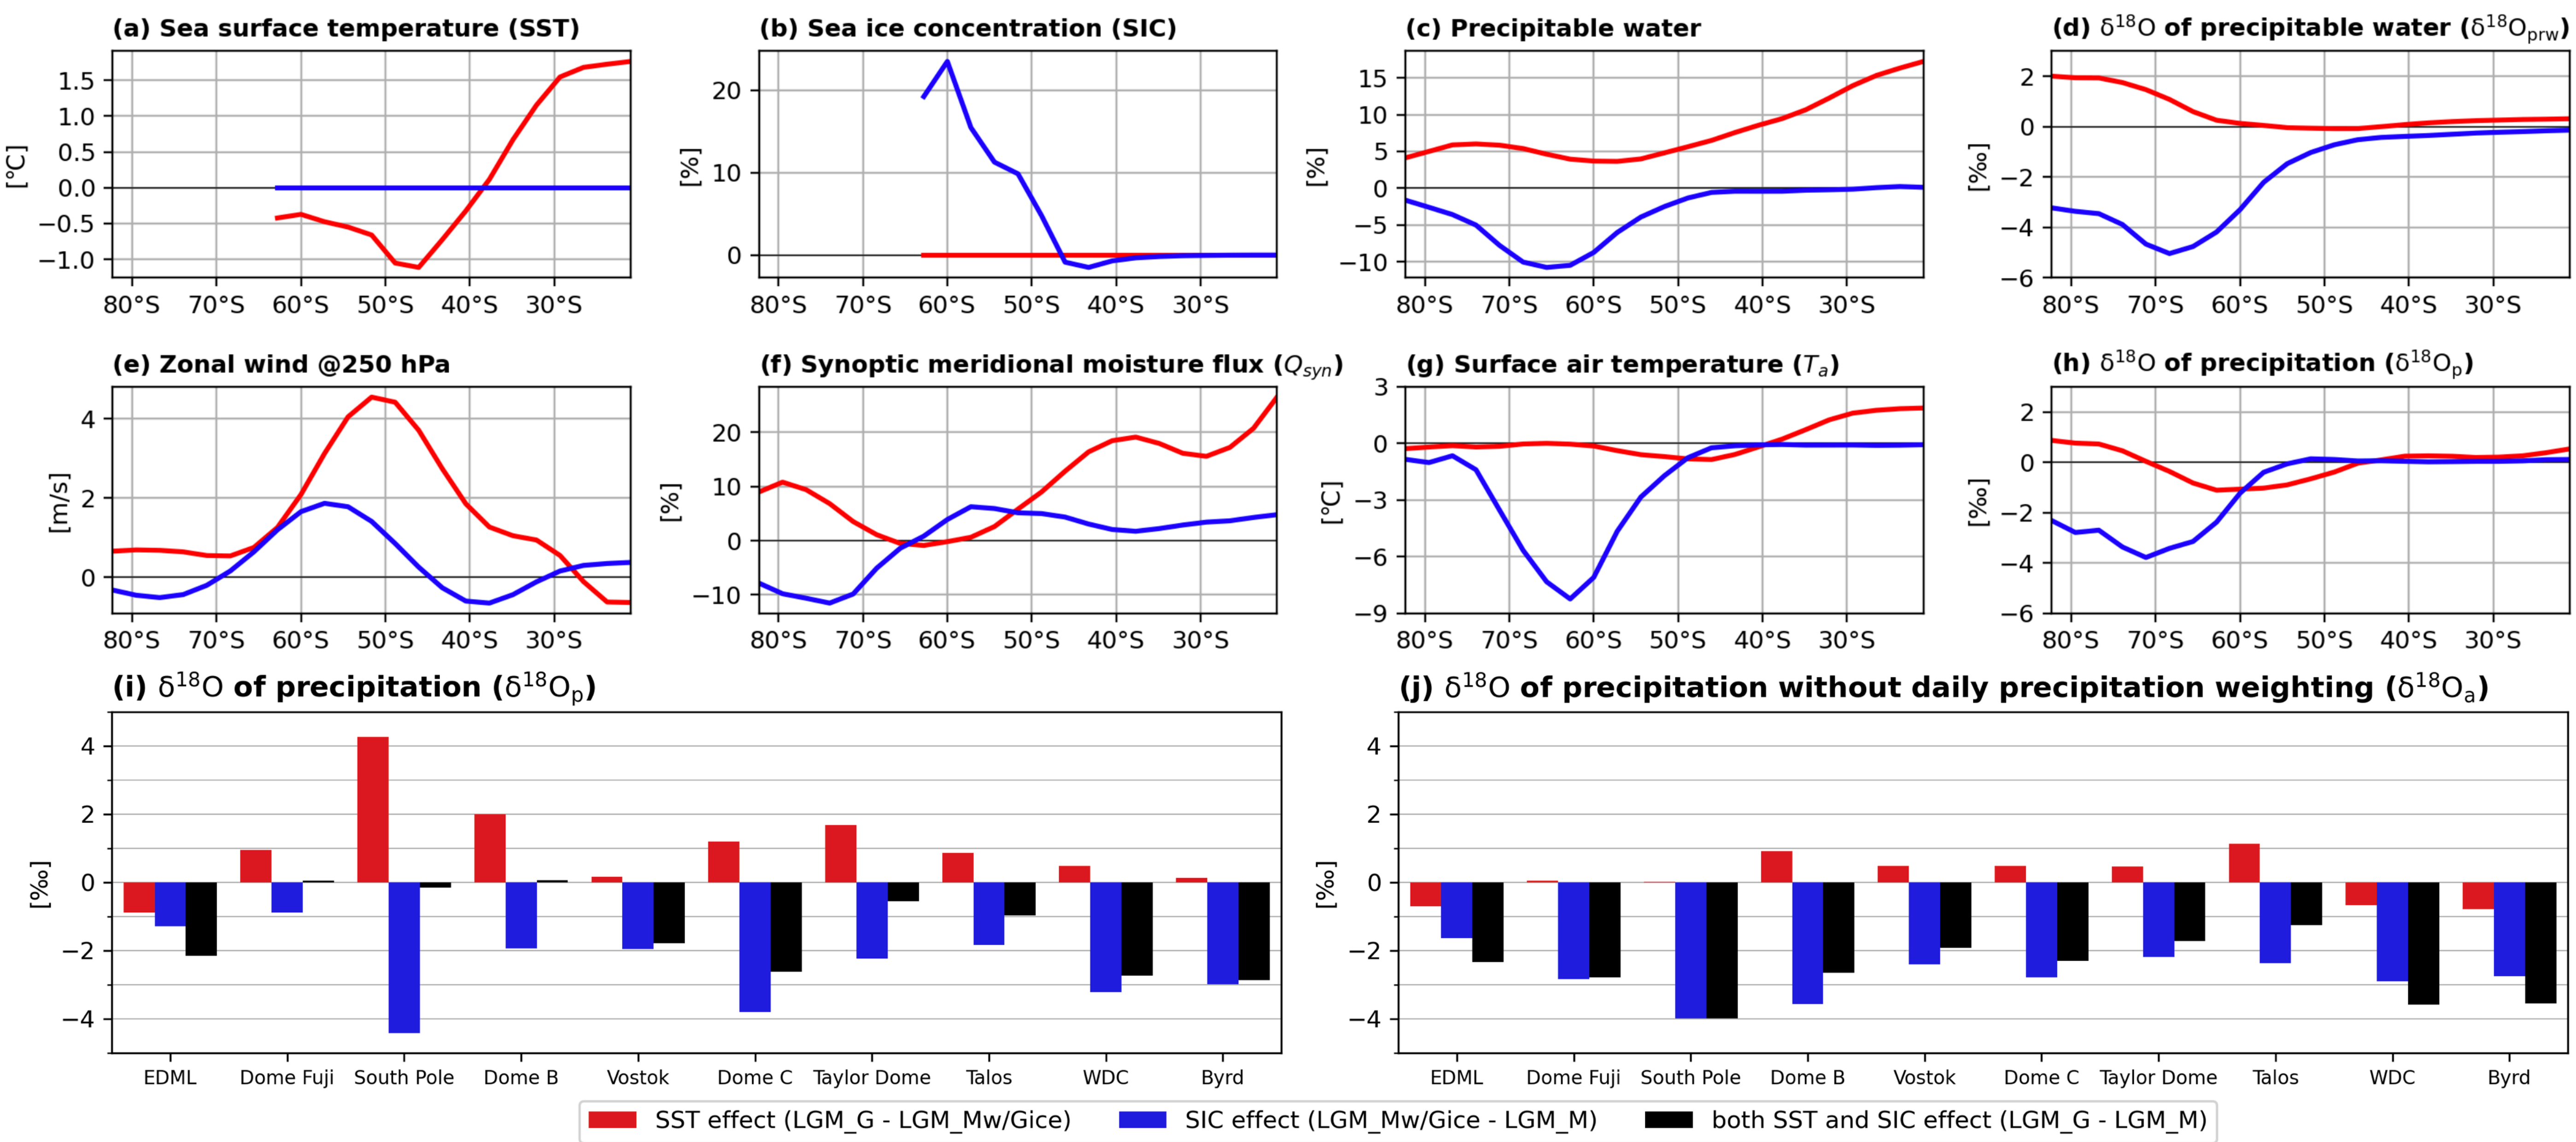 (a) Sea surface temperature (SST)
(b) Sea ice concentration (SIC)
(c) Precipitable water
(d) δ¹⁸O of precipitable water (δ¹⁸Oprw)
[℃]
1.5
1.0
0.5
0.0
−0.5
−1.0
80°S 70°S 60°S 50°S 40°S 30°S
[%]
20
10
0
80°S 70°S 60°S 50°S 40°S 30°S
[%]
15
10
5
0
−5
−10
80°S 70°S 60°S 50°S 40°S 30°S
[‰]
2
0
−2
−4
−6
80°S 70°S 60°S 50°S 40°S 30°S
(e) Zonal wind @250 hPa
(f) Synoptic meridional moisture flux (Qsyn)
(g) Surface air temperature (Ta)
(h) δ¹⁸O of precipitation (δ¹⁸Op)
[m/s]
4
2
0
80°S 70°S 60°S 50°S 40°S 30°S
[%]
20
10
0
−10
80°S 70°S 60°S 50°S 40°S 30°S
[℃]
3
0
−3
−6
−9
80°S 70°S 60°S 50°S 40°S 30°S
[‰]
2
0
−2
−4
−6
80°S 70°S 60°S 50°S 40°S 30°S
(i) δ¹⁸O of precipitation (δ¹⁸Op)
[‰]
4
2
0
−2
−4
EDML Dome Fuji South Pole Dome B Vostok Dome C Taylor Dome Talos WDC Byrd
(j) δ¹⁸O of precipitation without daily precipitation weighting (δ¹⁸Oa)
[‰]
4
2
0
−2
−4
EDML Dome Fuji South Pole Dome B Vostok Dome C Taylor Dome Talos WDC Byrd
SST effect (LGM_G - LGM_Mw/Gice)
SIC effect (LGM_Mw/Gice - LGM_M)
both SST and SIC effect (LGM_G - LGM_M)